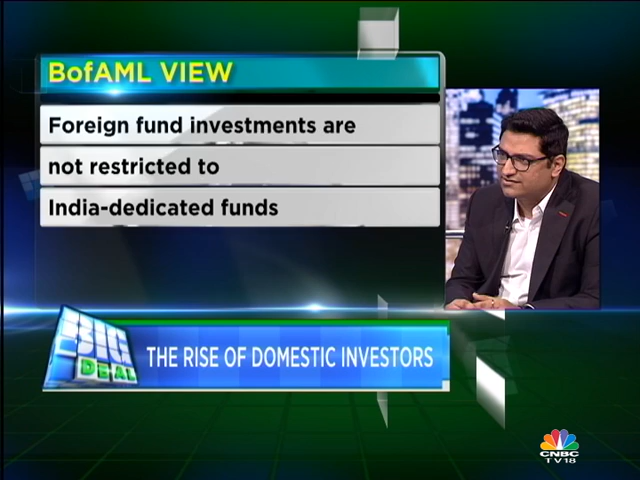 BofAML VIEW
Foreign fund investments are
not restricted to
India-dedicated funds
BIG
DEAL
THE RISE OF DOMESTIC INVESTORS
CNBC
TV18